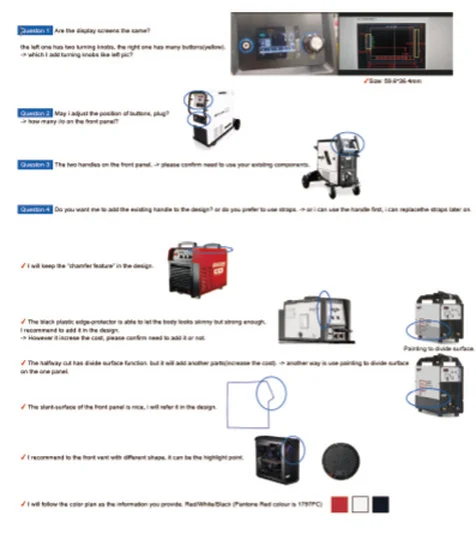 Question 1 Are the display screens the same?
the left one has two turning knobs, the right one has many buttons(yellow).
-> which I add turning knobs like left pic?
✓Size: 59.6*36.4mm
Question 2 May i adjust the position of buttons, plug?
-> how many i/o on the front panel?
Question 3 The two handles on the front panel, -> please confirm need to use your existing components.
Question 4 Do you want me to add the existing handle to the design? or do you prefer to use straps. -> or i can use the handle first, i can replacethe straps later on.
✓ I will keep the "chamfer feature" in the design.
✓ The black plastic edge-protector is able to let the body looks skinny but strong enough,
I recommend to add it in the design.
-> However it increse the cost, please confirm need to add it or not.
Painting to divide surface
✓ The halfway cut has divide surface function. but it will add another parts(increase the cost). -> another way is use painting to divide surface
on the one panel.
✓ The slant-surface of the front panel is nice, i will refer it in the design.
✓ I recommend to the front vent with different shape, it can be the highlight point.
✓ I will follow the color plan as the information you provide, Red/White/Black (Pantone Red colour is 1797PC)